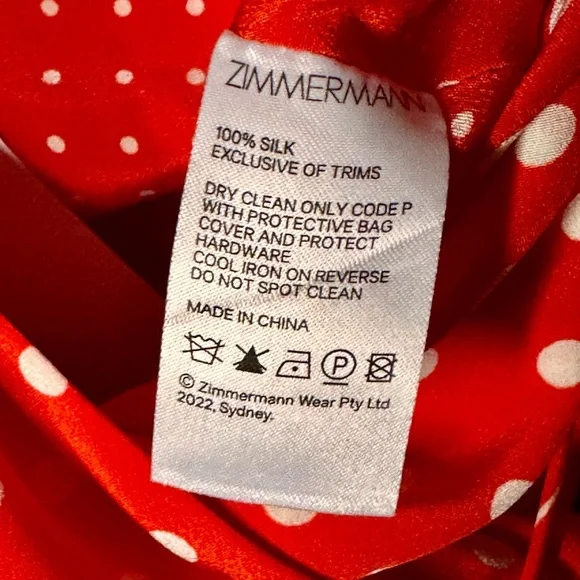 ZIMMERMANN
100% SILK
EXCLUSIVE OF TRIMS
DRY CLEAN ONLY CODE P
WITH PROTECTIVE BAG
COVER AND PROTECT
HARDWARE
COOL IRON ON REVERSE
DO NOT SPOT CLEAN
MADE IN CHINA
P
© Zimmermann Wear Pty Ltd
2022, Sydney.